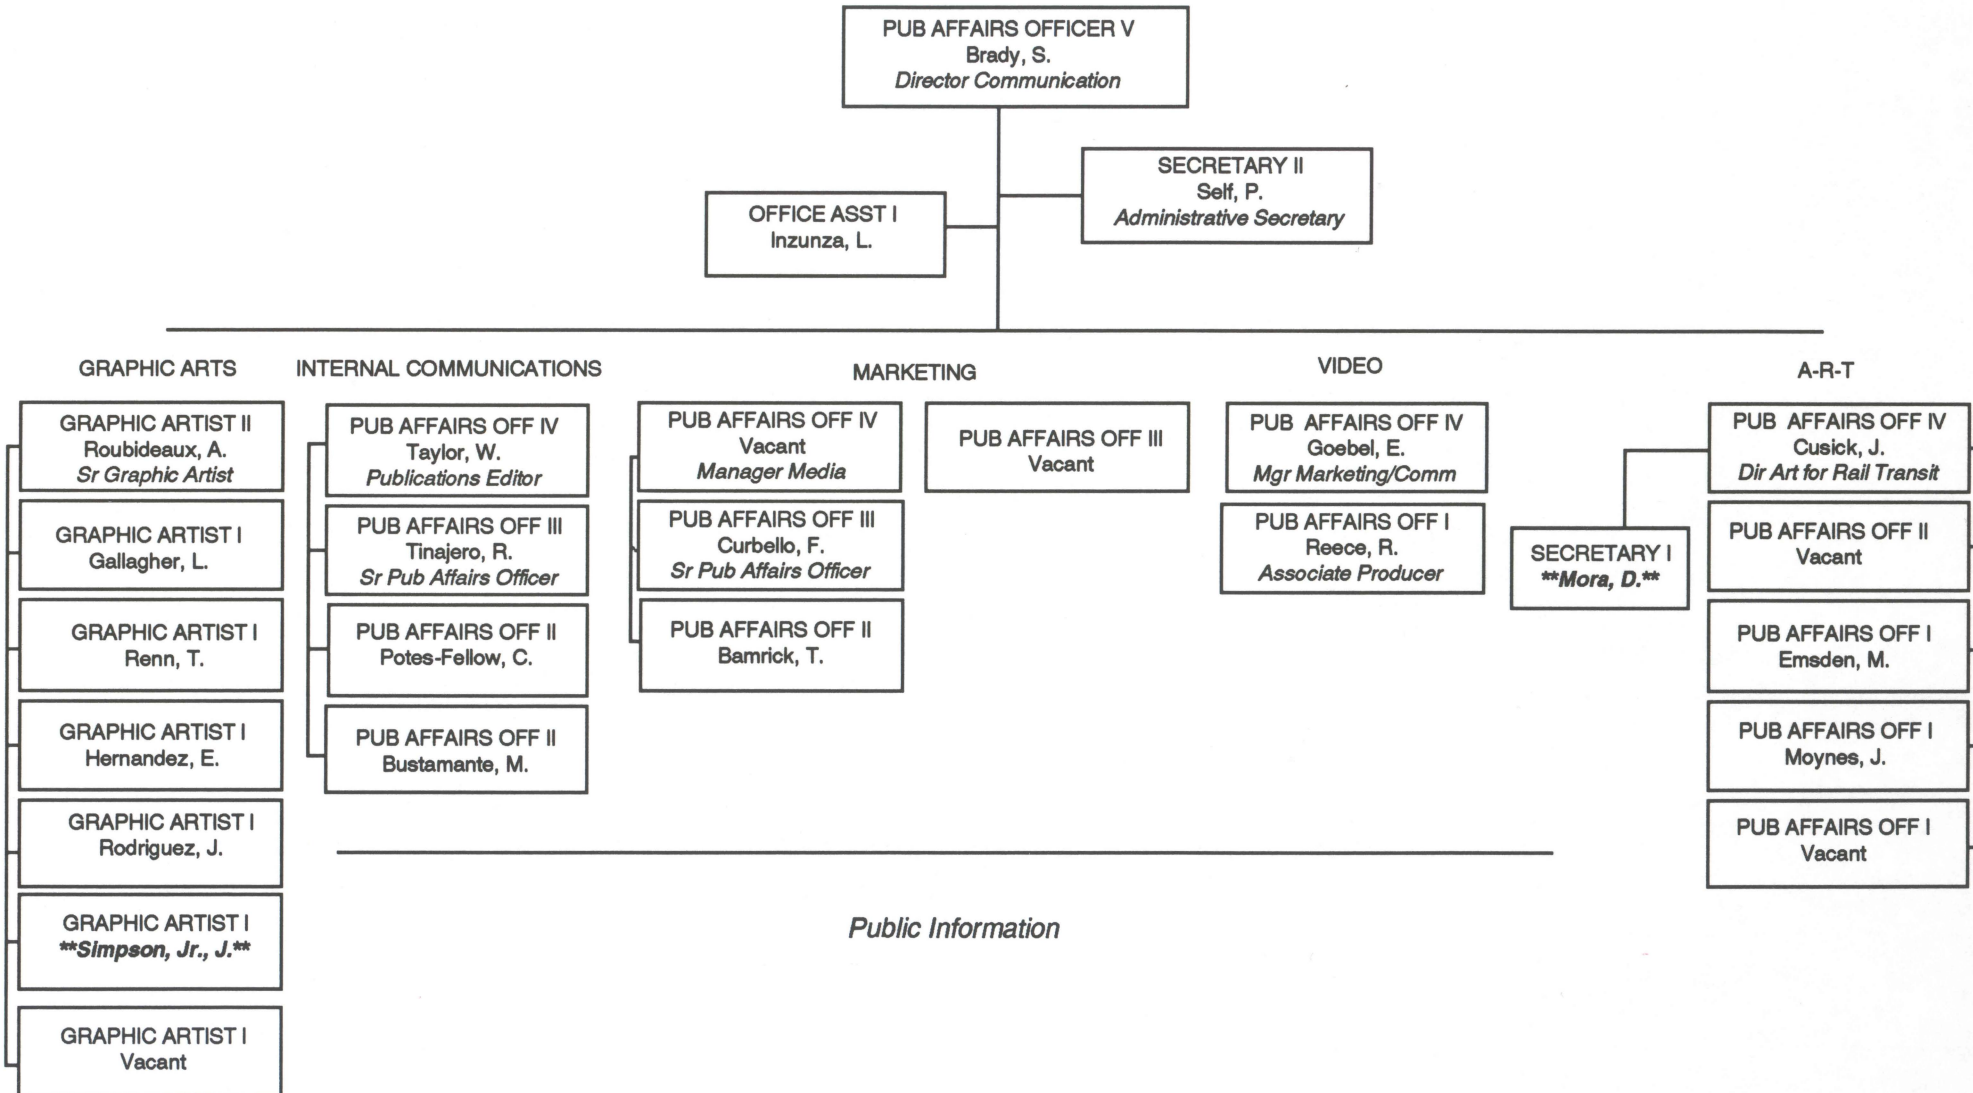 PUB AFFAIRS OFFICER V
Brady, S.
Director Communication
SECRETARY II
Self, P.
Administrative Secretary
OFFICE ASST I
Inzunza, L.
GRAPHIC ARTS
GRAPHIC ARTIST II
Roubideaux, A.
Sr Graphic Artist
GRAPHIC ARTIST I
Gallagher, L.
GRAPHIC ARTIST I
Renn, T.
GRAPHIC ARTIST I
Hernandez, E.
GRAPHIC ARTIST I
Rodriguez, J.
GRAPHIC ARTIST I
**Simpson, Jr., J.**
GRAPHIC ARTIST I
Vacant
INTERNAL COMMUNICATIONS
PUB AFFAIRS OFF IV
Taylor, W.
Publications Editor
PUB AFFAIRS OFF III
Tinajero, R.
Sr Pub Affairs Officer
PUB AFFAIRS OFF II
Potes-Fellow, C.
PUB AFFAIRS OFF II
Bustamante, M.
MARKETING
PUB AFFAIRS OFF IV
Vacant
Manager Media
PUB AFFAIRS OFF III
Curbello, F.
Sr Pub Affairs Officer
PUB AFFAIRS OFF II
Bamrick, T.
PUB AFFAIRS OFF III
Vacant
VIDEO
PUB AFFAIRS OFF IV
Goebel, E.
Mgr Marketing/Comm
PUB AFFAIRS OFF I
Reece, R.
Associate Producer
A-R-T
PUB AFFAIRS OFF IV
Cusick, J.
Dir Art for Rail Transit
SECRETARY I
**Mora, D.**
PUB AFFAIRS OFF II
Vacant
PUB AFFAIRS OFF I
Emsden, M.
PUB AFFAIRS OFF I
Moynes, J.
PUB AFFAIRS OFF I
Vacant
Public Information